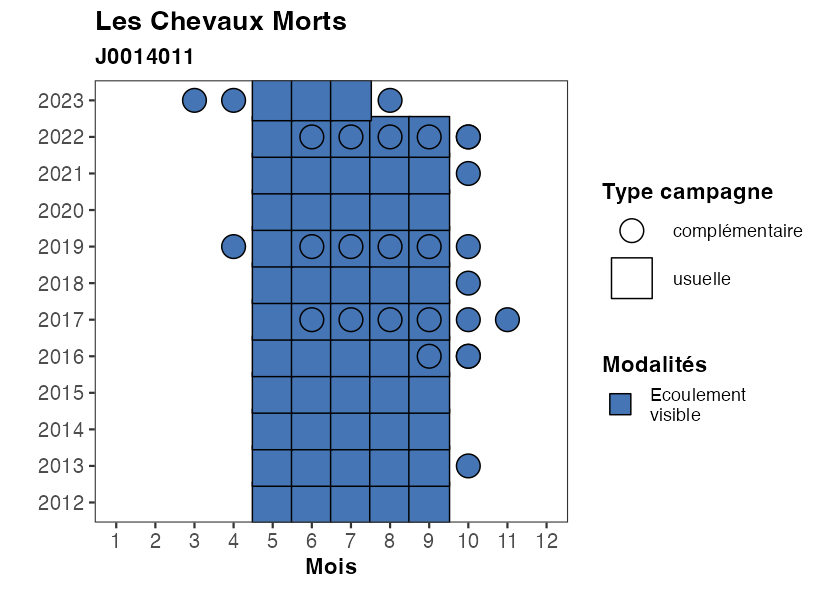 Les Chevaux Morts
J0014011
2023
2022
2021
2020
2019
2018
2017
2016
2015
2014
2013
2012
1 2 3 4 5 6 7 8 9 10 11 12
Mois
Type campagne
complémentaire
usuelle
Modalités
Ecoulement
visible